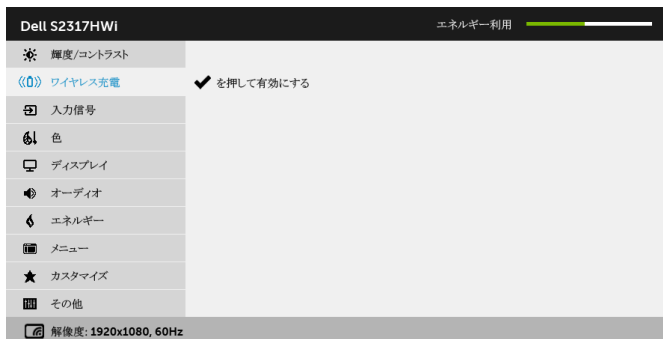 Dell S2317HWi
エネルギー利用
輝度/コントラスト
ワイヤレス充電
✔ を押して有効にする
入力信号
色
ディスプレイ
オーディオ
エネルギー
メニュー
カスタマイズ
その他
解像度: 1920x1080, 60Hz